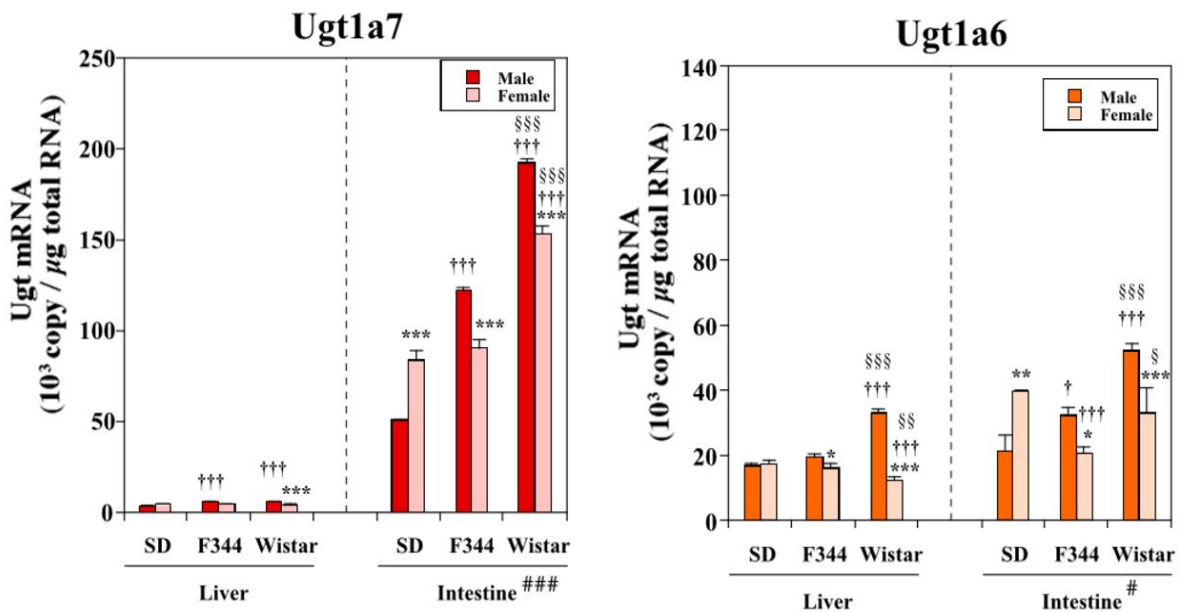 Ugt1a7
Ugt mRNA
(10³ copy / µg total RNA)
250
200
150
100
50
0
Male
Female
†††
†††
***
***
†††
***
§§§
†††
§§§
†††
***
SD F344 Wistar SD F344 Wistar
Liver Intestine ###
Ugt1a6
Ugt mRNA
(10³ copy / µg total RNA)
140
120
100
80
60
40
20
0
Male
Female
*
§§§
†††
§§
†††
***
**
†
†††
*
§§§
†††
§
***
SD F344 Wistar SD F344 Wistar
Liver Intestine #